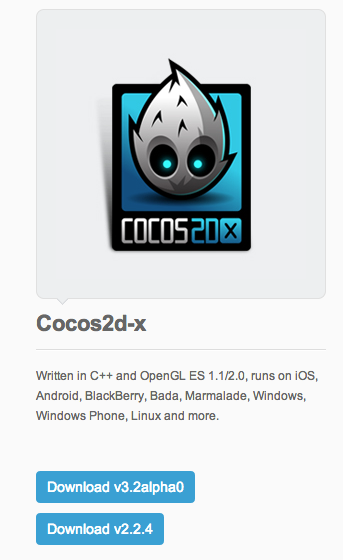 COCOS2DX
Cocos2d-x
Written in C++ and OpenGL ES 1.1/2.0, runs on iOS,
Android, BlackBerry, Bada, Marmalade, Windows,
Windows Phone, Linux and more.
Download v3.2alpha0
Download v2.2.4